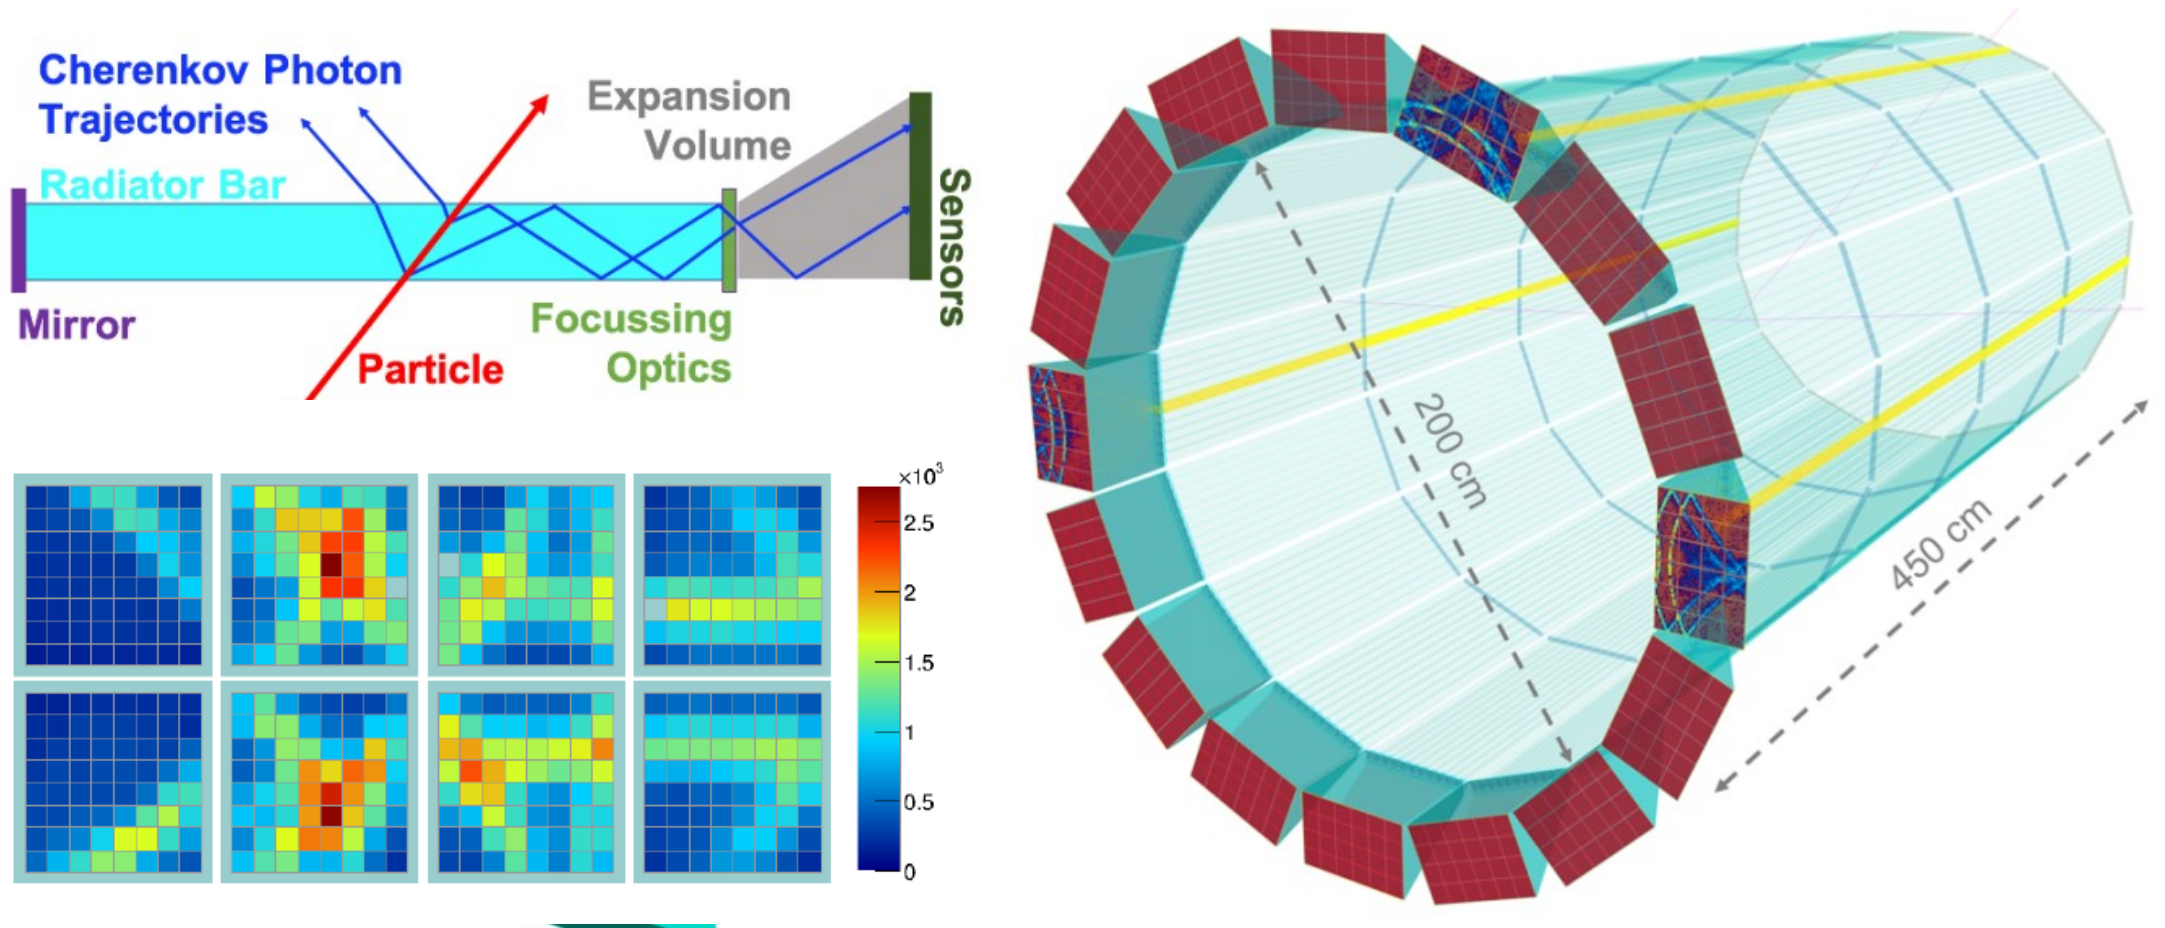 Cherenkov Photon
Trajectories
Expansion
Volume
Radiator Bar
Sensors
Mirror
Focussing
Optics
Particle
×10³
2.5
2
1.5
1
0.5
0
200 cm
450 cm